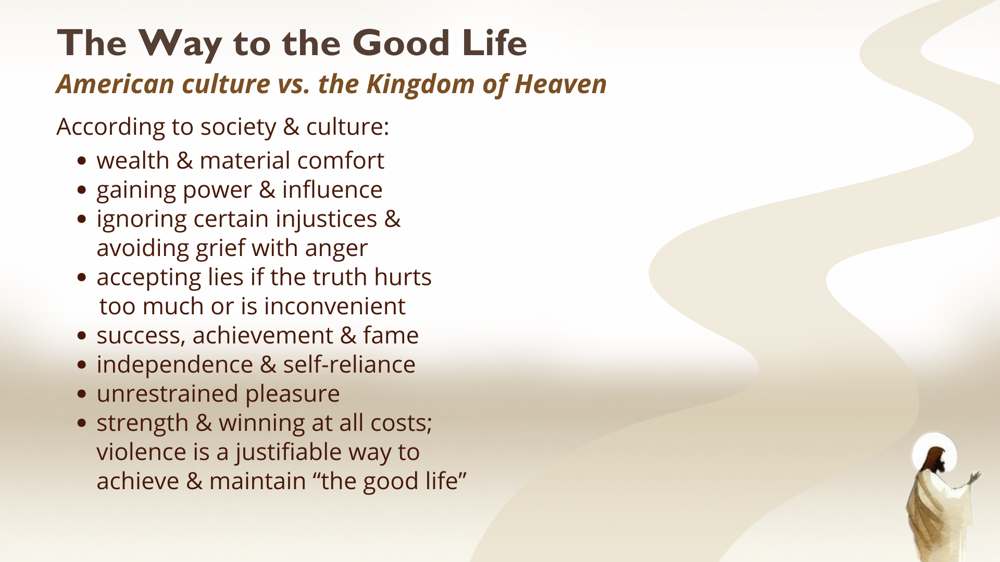 The Way to the Good Life
American culture vs. the Kingdom of Heaven
According to society & culture:
• wealth & material comfort
• gaining power & influence
• ignoring certain injustices &
avoiding grief with anger
• accepting lies if the truth hurts
too much or is inconvenient
• success, achievement & fame
• independence & self-reliance
• unrestrained pleasure
• strength & winning at all costs;
violence is a justifiable way to
achieve & maintain “the good life”